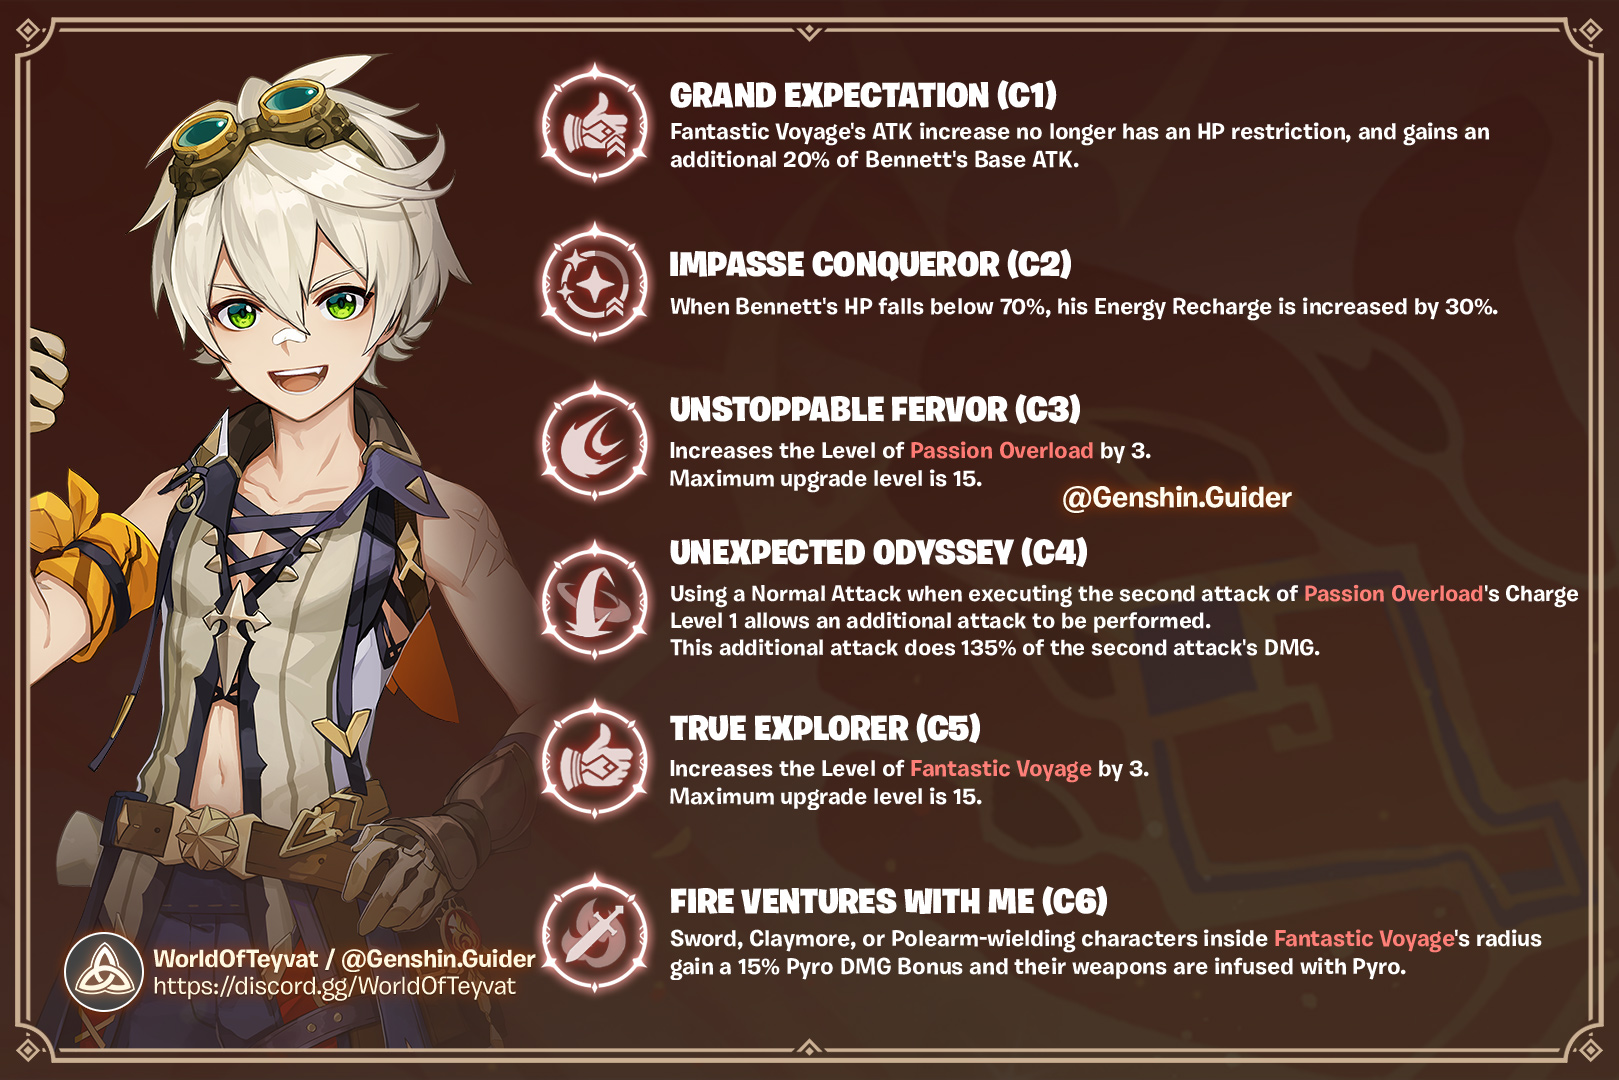 GRAND EXPECTATION (C1)
Fantastic Voyage's ATK increase no longer has an HP restriction, and gains an
additional 20% of Bennett's Base ATK.
IMPASSE CONQUEROR (C2)
When Bennett's HP falls below 70%, his Energy Recharge is increased by 30%.
UNSTOPPABLE FERVOR (C3)
Increases the Level of Passion Overload by 3.
Maximum upgrade level is 15.
@Genshin.Guider
UNEXPECTED ODYSSEY (C4)
Using a Normal Attack when executing the second attack of Passion Overload's Charge
Level 1 allows an additional attack to be performed.
This additional attack does 135% of the second attack's DMG.
TRUE EXPLORER (C5)
Increases the Level of Fantastic Voyage by 3.
Maximum upgrade level is 15.
FIRE VENTURES WITH ME (C6)
Sword, Claymore, or Polearm-wielding characters inside Fantastic Voyage's radius
gain a 15% Pyro DMG Bonus and their weapons are infused with Pyro.
WorldOfTeyvat / @Genshin.Guider
https://discord.gg/WorldOfTeyvat